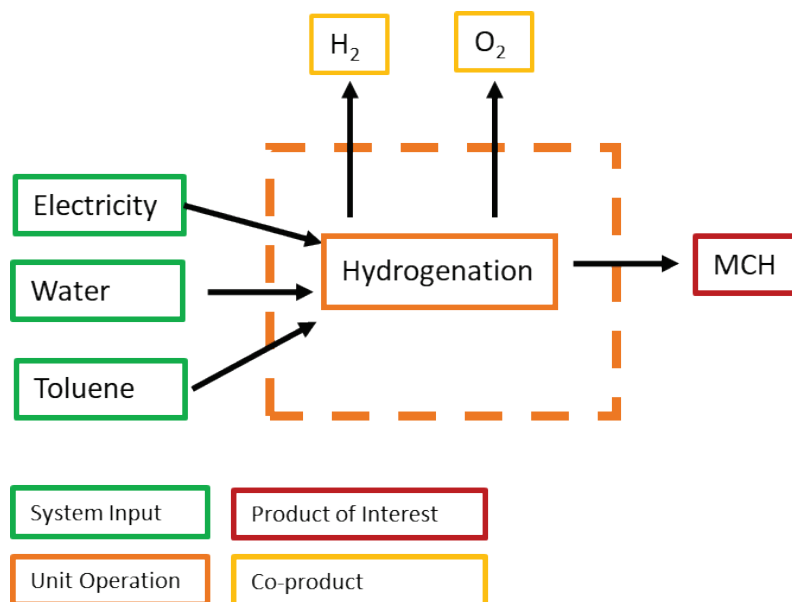 H₂
O₂
Electricity
Hydrogenation
MCH
Water
Toluene
System Input
Product of Interest
Unit Operation
Co-product